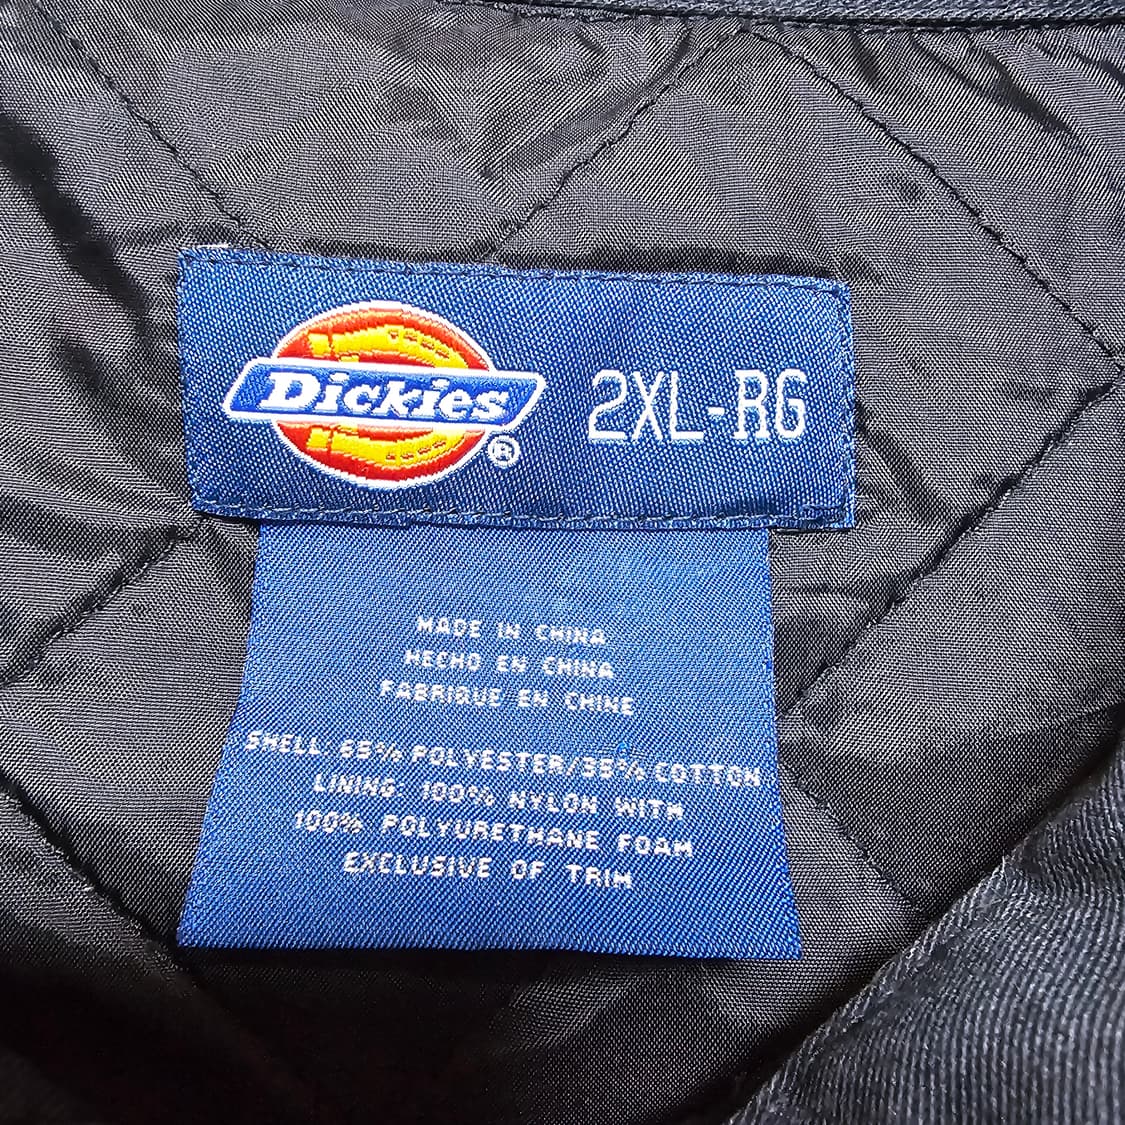 Dickies®
2XL-RG
MADE IN CHINA
HECHO EN CHINA
FABRIQUE EN CHINE
SHELL: 65% POLYESTER/35% COTTON
LINING: 100% NYLON WITH
100% POLYURETHANE FOAM
EXCLUSIVE OF TRIM